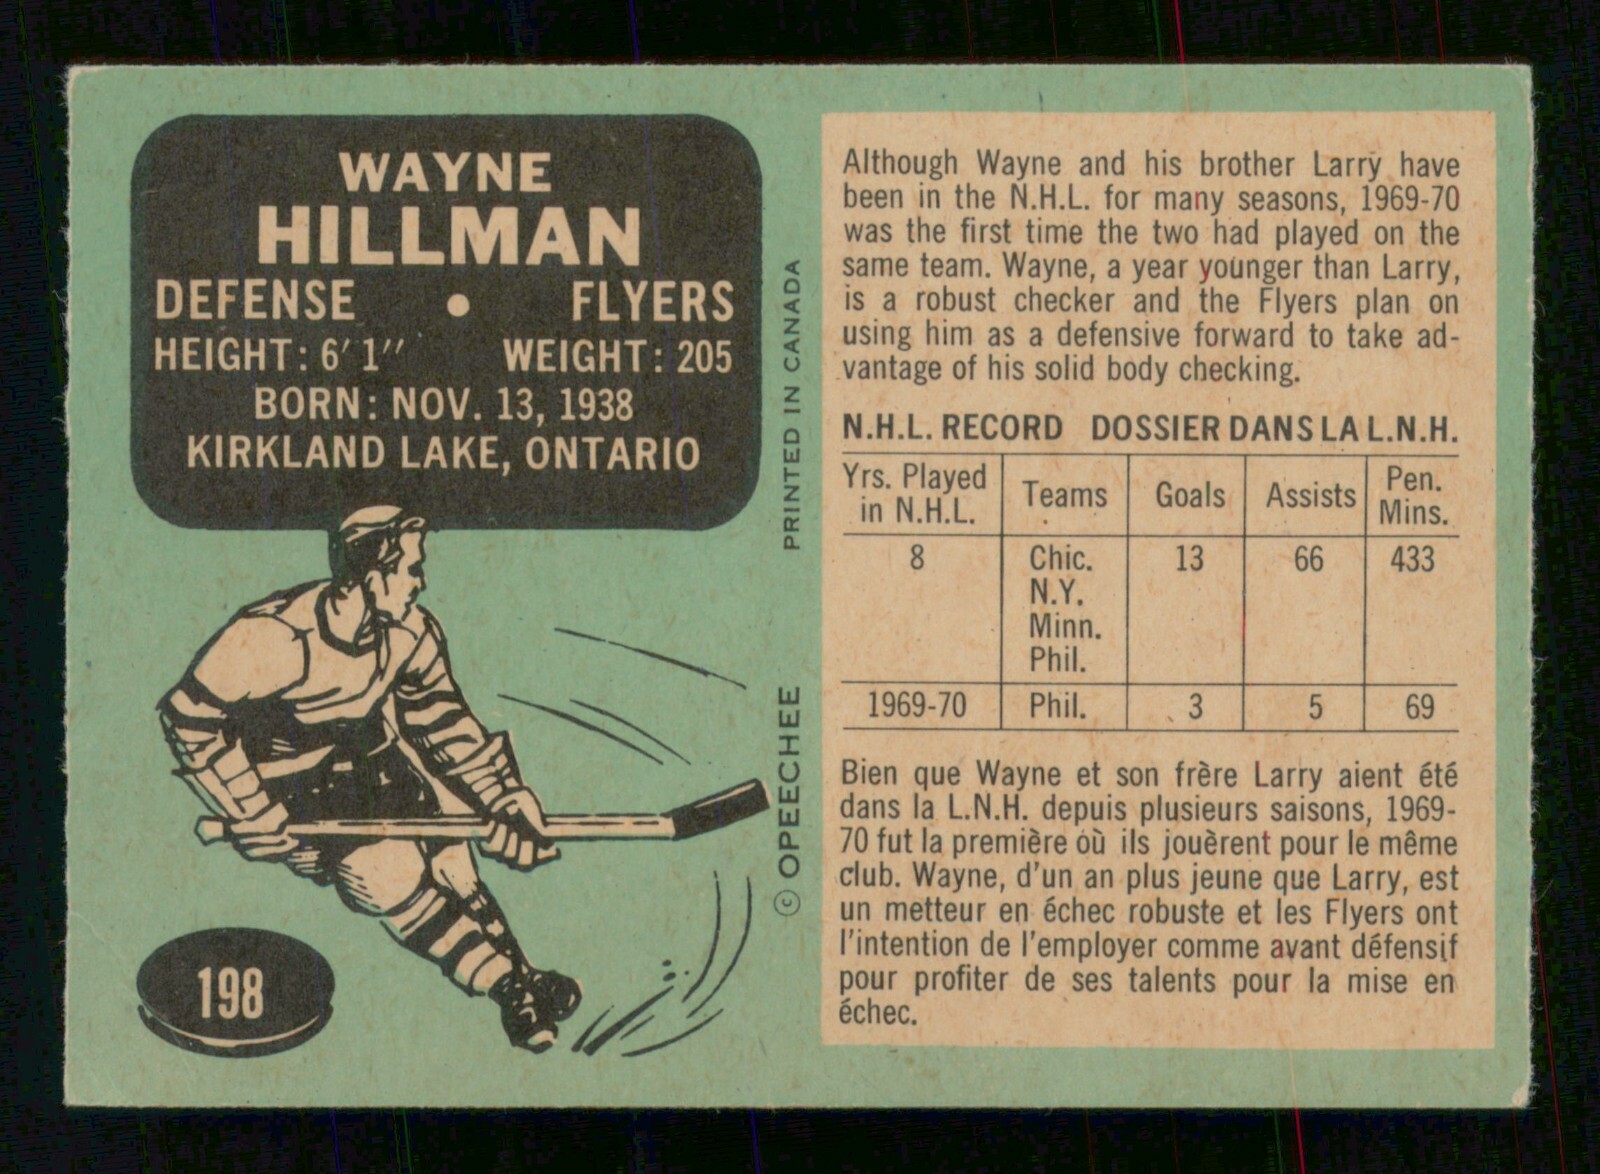 WAYNE
HILLMAN
DEFENSE • FLYERS
HEIGHT: 6' 1'' WEIGHT: 205
BORN: NOV. 13, 1938
KIRKLAND LAKE, ONTARIO
198
© OPEECHEE PRINTED IN CANADA
Although Wayne and his brother Larry have
been in the N.H.L. for many seasons, 1969-70
was the first time the two had played on the
same team. Wayne, a year younger than Larry,
is a robust checker and the Flyers plan on
using him as a defensive forward to take ad-
vantage of his solid body checking.
N.H.L. RECORD DOSSIER DANS LA L.N.H.
Yrs. Played in N.H.L. Teams Goals Assists Pen. Mins.
8 Chic. 13 66 433
N.Y.
Minn.
Phil.
1969-70 Phil. 3 5 69
Bien que Wayne et son frère Larry aient été
dans la L.N.H. depuis plusieurs saisons, 1969-
70 fut la première où ils jouèrent pour le même
club. Wayne, d'un an plus jeune que Larry, est
un metteur en échec robuste et les Flyers ont
l'intention de l'employer comme avant défensif
pour profiter de ses talents pour la mise en
échec.